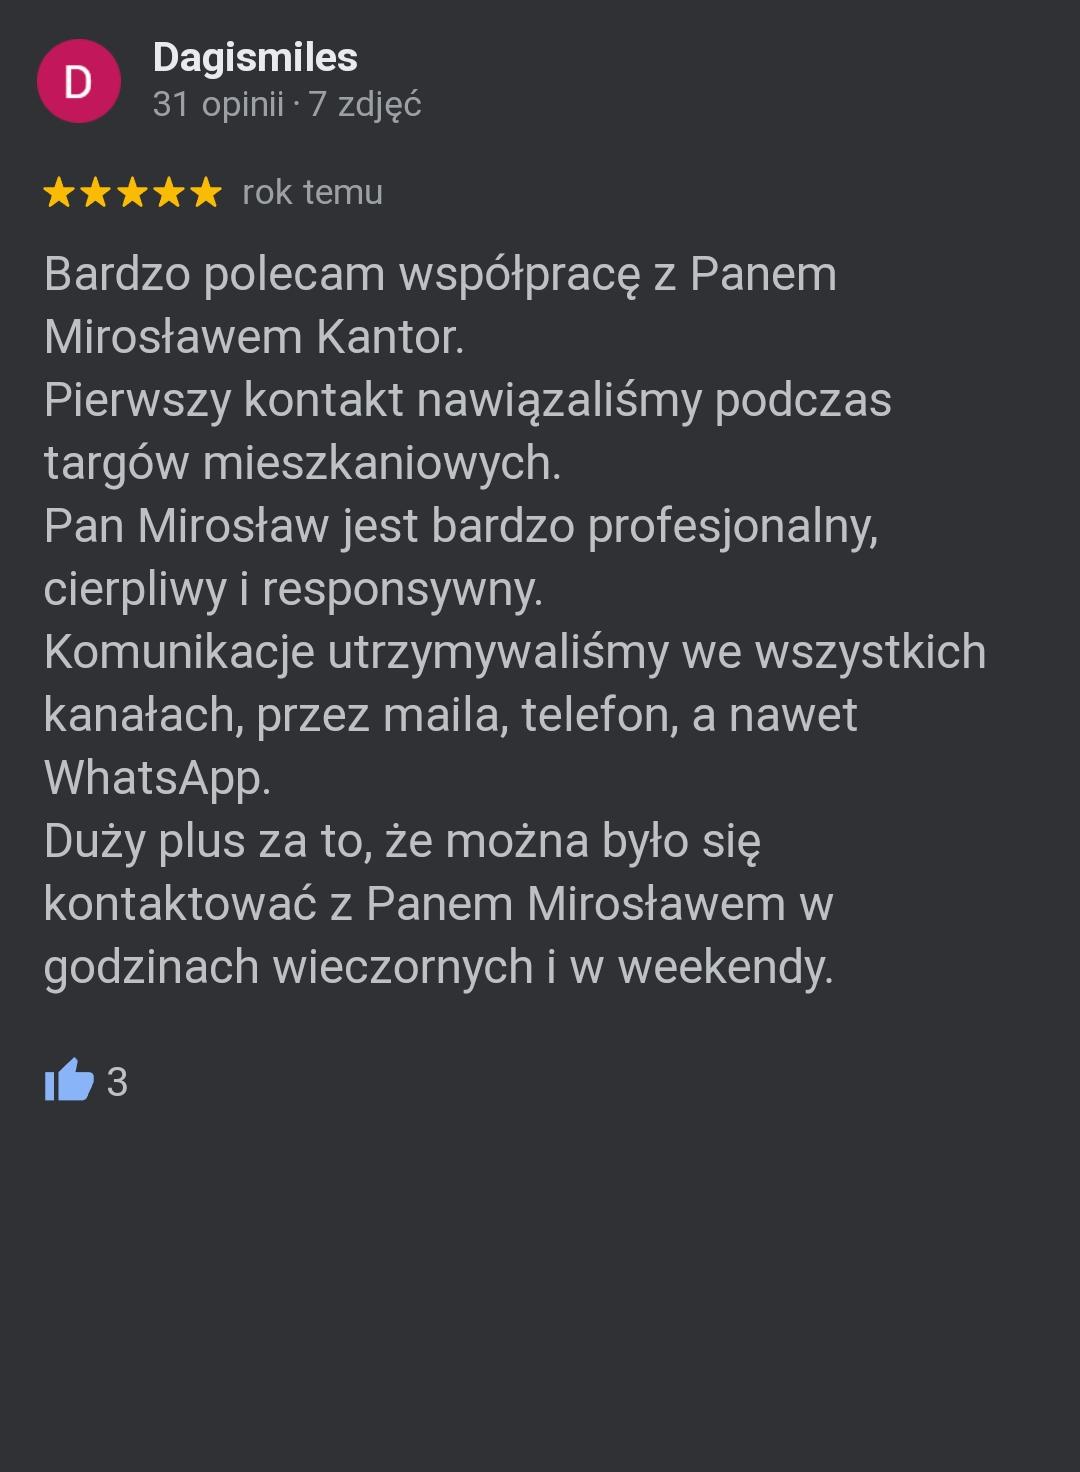 D
Dagismiles
31 opinii · 7 zdjęć
rok temu
Bardzo polecam współpracę z Panem
Mirosławem Kantor.
Pierwszy kontakt nawiązaliśmy podczas
targów mieszkaniowych.
Pan Mirosław jest bardzo profesjonalny,
cierpliwy i responsywny.
Komunikacje utrzymywaliśmy we wszystkich
kanałach, przez maila, telefon, a nawet
WhatsApp.
Duży plus za to, że można było się
kontaktować z Panem Mirosławem w
godzinach wieczornych i w weekendy.
3